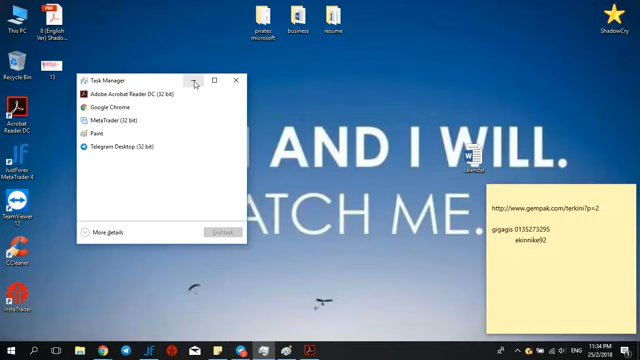 This PC
8 (English
Ver) Shado...
pirates
microsoft
business
resume
ShadowCry
Recycle Bin
13
Task Manager
Adobe Acrobat Reader DC (32 bit)
Google Chrome
MetaTrader (32 bit)
Paint
Telegram Desktop (32 bit)
More details
End task
Acrobat
Reader DC
JustForex
MetaTrader 4
TeamViewer
12
CCleaner
InstaTrader
AND I WILL.
ATCH ME.
calendar
http://www.gempak.com/terkini?p=2
gigagis 0135273295
ekinnike92
ENG
11:34 PM
25/2/2018